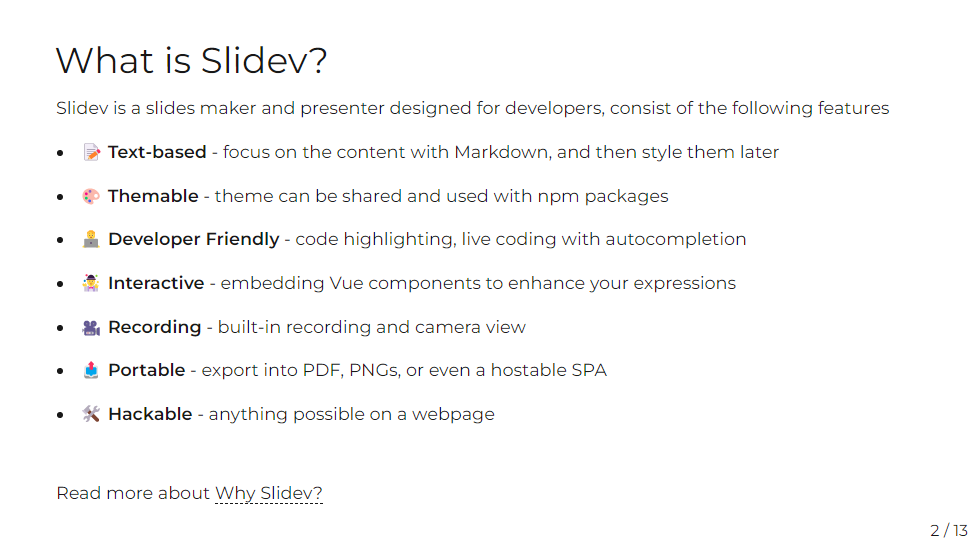 What is Slidev?
Slidev is a slides maker and presenter designed for developers, consist of the following features
• 📝 Text-based - focus on the content with Markdown, and then style them later
• 🎨 Themable - theme can be shared and used with npm packages
• 🧑‍💻 Developer Friendly - code highlighting, live coding with autocompletion
• 🤹 Interactive - embedding Vue components to enhance your expressions
• 🎥 Recording - built-in recording and camera view
• 📤 Portable - export into PDF, PNGs, or even a hostable SPA
• 🛠 Hackable - anything possible on a webpage
Read more about Why Slidev?
2 / 13